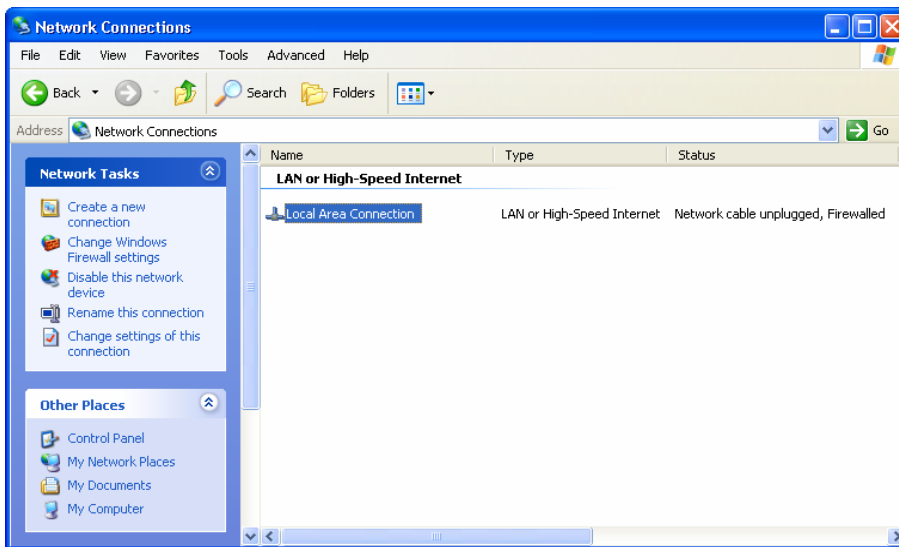 Network Connections
File Edit View Favorites Tools Advanced Help
Back Search Folders
Address Network Connections Go
Network Tasks
Create a new
connection
Change Windows
Firewall settings
Disable this network
device
Rename this connection
Change settings of this
connection
Other Places
Control Panel
My Network Places
My Documents
My Computer
Name Type Status
LAN or High-Speed Internet
Local Area Connection LAN or High-Speed Internet Network cable unplugged, Firewalled